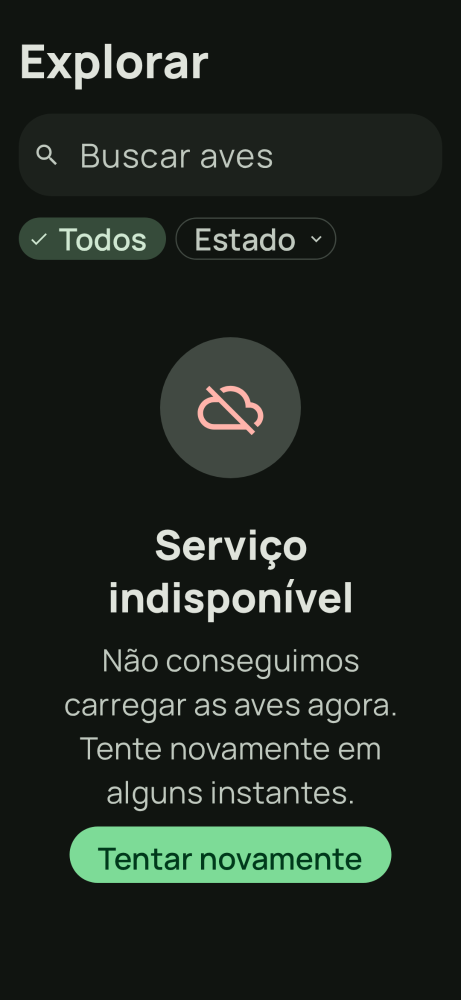 Explorar
Buscar aves
Todos
Estado
Serviço
indisponível
Não conseguimos
carregar as aves agora.
Tente novamente em
alguns instantes.
Tentar novamente